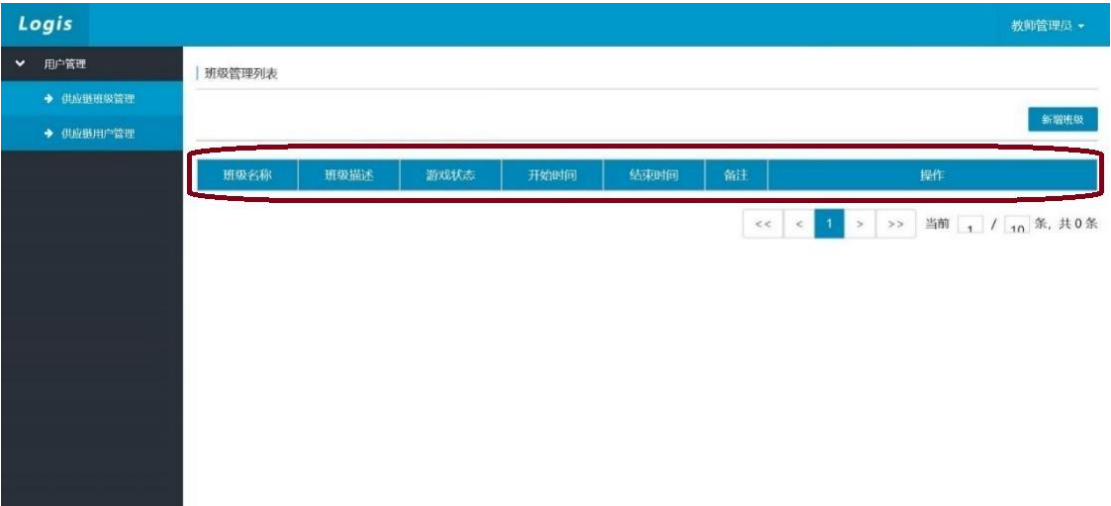 Logis
教师管理员
用户管理
班级管理列表
供应链班级管理
新增班级
供应链用户管理
班级名称 班级描述 游戏状态 开始时间 结束时间 备注 操作
<< < 1 > >> 当前 1 / 10 条, 共 0 条